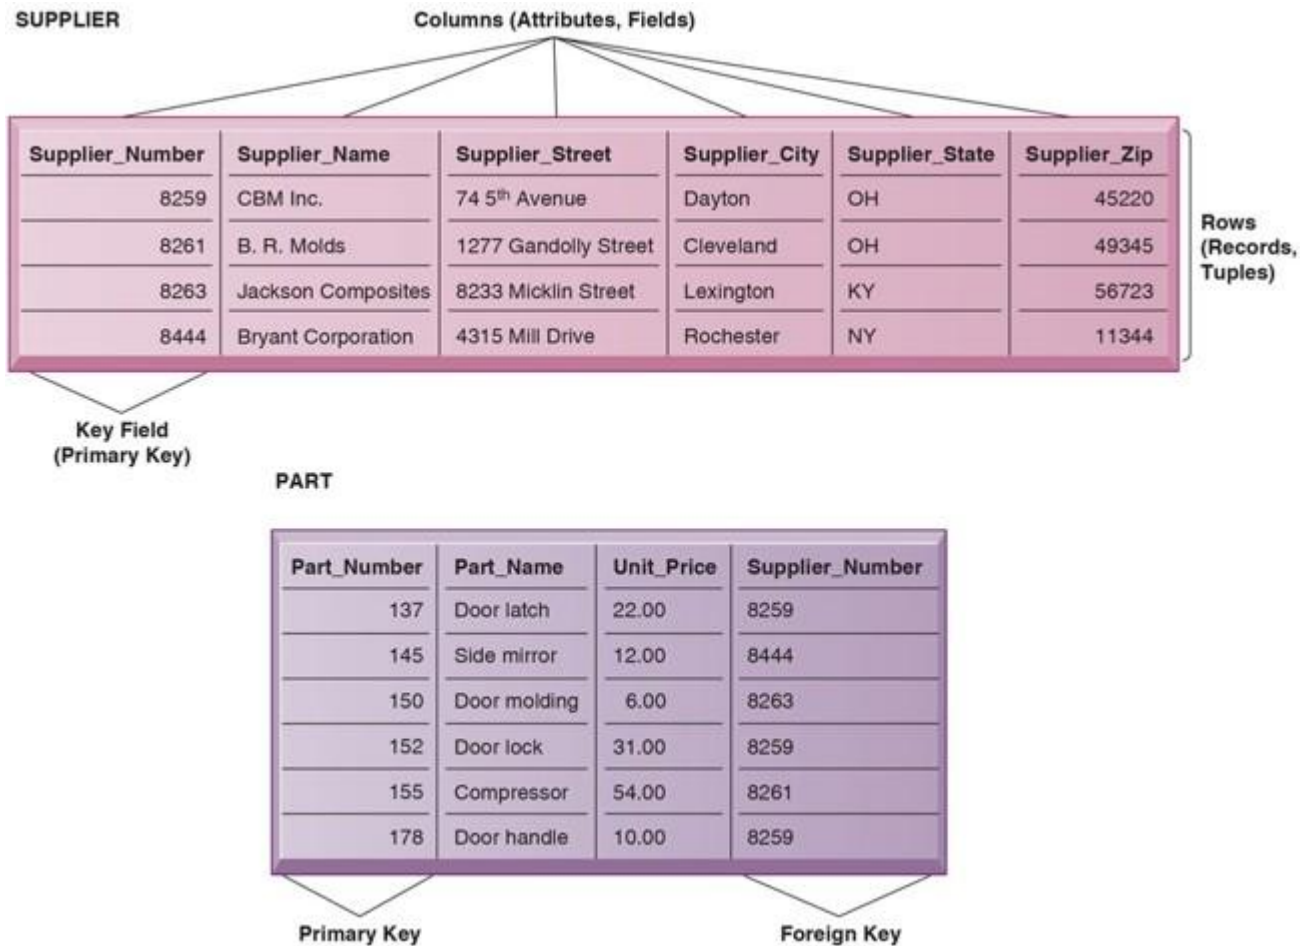 SUPPLIER
Columns (Attributes, Fields)
Supplier_Number Supplier_Name Supplier_Street Supplier_City Supplier_State Supplier_Zip
8259 CBM Inc. 74 5th Avenue Dayton OH 45220
8261 B. R. Molds 1277 Gandolly Street Cleveland OH 49345
8263 Jackson Composites 8233 Micklin Street Lexington KY 56723
8444 Bryant Corporation 4315 Mill Drive Rochester NY 11344
Rows
(Records,
Tuples)
Key Field
(Primary Key)
PART
Part_Number Part_Name Unit_Price Supplier_Number
137 Door latch 22.00 8259
145 Side mirror 12.00 8444
150 Door molding 6.00 8263
152 Door lock 31.00 8259
155 Compressor 54.00 8261
178 Door handle 10.00 8259
Primary Key
Foreign Key